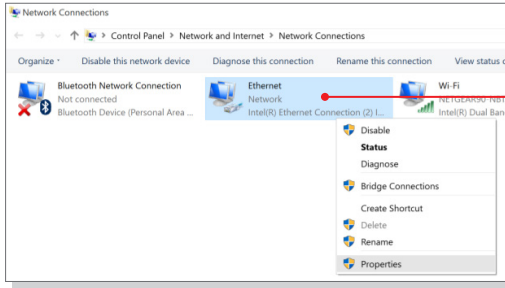 Network Connections
Control Panel > Network and Internet > Network Connections
Organize Disable this network device Diagnose this connection Rename this connection View status
Bluetooth Network Connection
Not connected
Bluetooth Device (Personal Area ...
Ethernet
Network
Intel(R) Ethernet Connection (2) I...
Wi-Fi
Intel(R) Dual Ban
Disable
Status
Diagnose
Bridge Connections
Create Shortcut
Delete
Rename
Properties